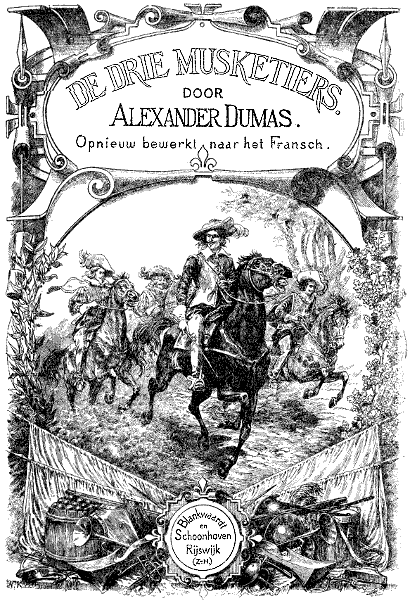 DE DRIE MUSKETIERS.
DOOR
ALEXANDER DUMAS.
Opnieuw bewerkt naar het Fransch.
Blankwaardt
en
Schoonhoven
Rijswijk
(Z-H.)